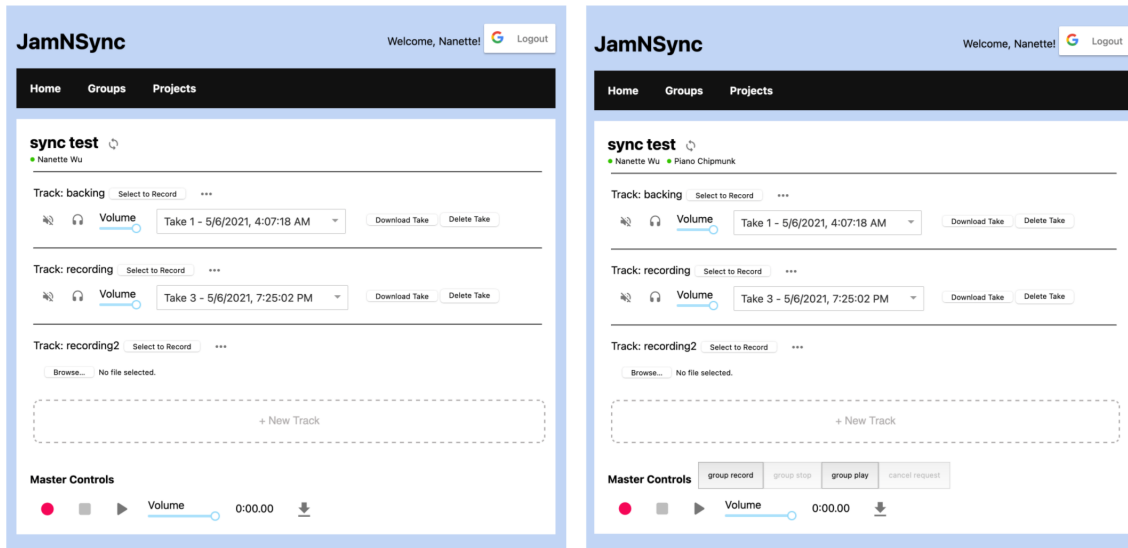 JamNSync
Welcome, Nanette!
Logout
Home Groups Projects
sync test
Nanette Wu
Track: backing Select to Record •••
Volume
Take 1 - 5/6/2021, 4:07:18 AM
Download Take Delete Take
Track: recording Select to Record •••
Volume
Take 3 - 5/6/2021, 7:25:02 PM
Download Take Delete Take
Track: recording2 Select to Record •••
Browse... No file selected.
+ New Track
Master Controls
Volume
0:00.00
JamNSync
Welcome, Nanette!
Logout
Home Groups Projects
sync test
Nanette Wu Piano Chipmunk
Track: backing Select to Record •••
Volume
Take 1 - 5/6/2021, 4:07:18 AM
Download Take Delete Take
Track: recording Select to Record •••
Volume
Take 3 - 5/6/2021, 7:25:02 PM
Download Take Delete Take
Track: recording2 Select to Record •••
Browse... No file selected.
+ New Track
Master Controls group record group stop group play cancel request
Volume
0:00.00